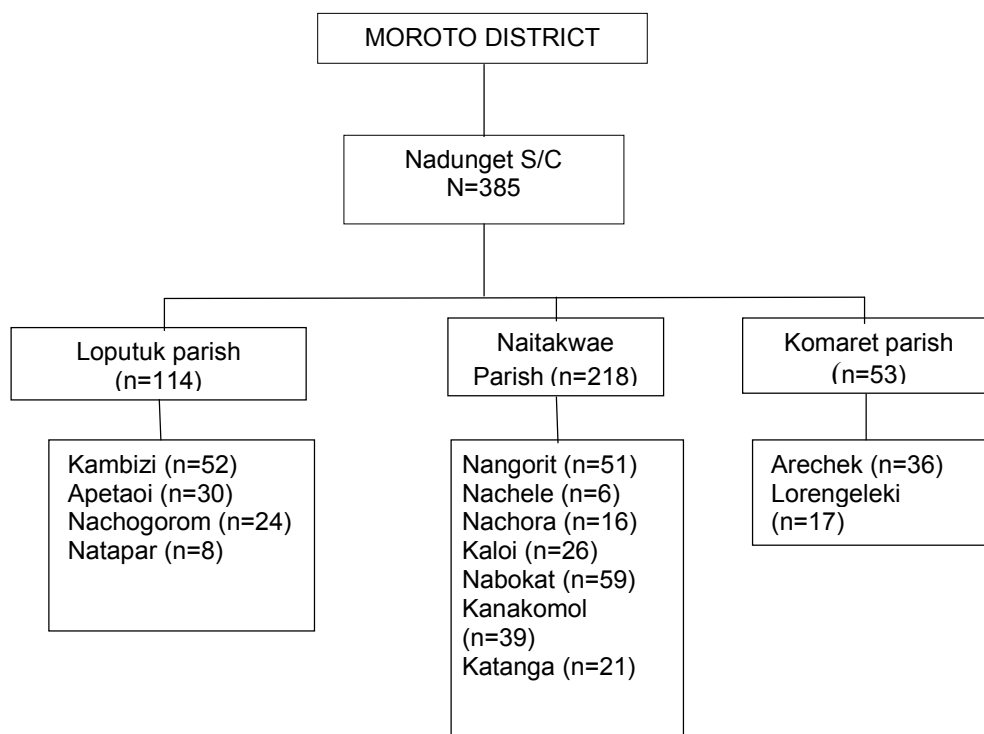 MOROTO DISTRICT
Nadunget S/C
N=385
Loputuk parish
(n=114)
Naitakwae
Parish (n=218)
Komaret parish
(n=53)
Kambizi (n=52)
Apetaoi (n=30)
Nachogorom (n=24)
Natapar (n=8)
Nangorit (n=51)
Nachele (n=6)
Nachora (n=16)
Kaloi (n=26)
Nabokat (n=59)
Kanakomol
(n=39)
Katanga (n=21)
Arechek (n=36)
Lorengeleki
(n=17)